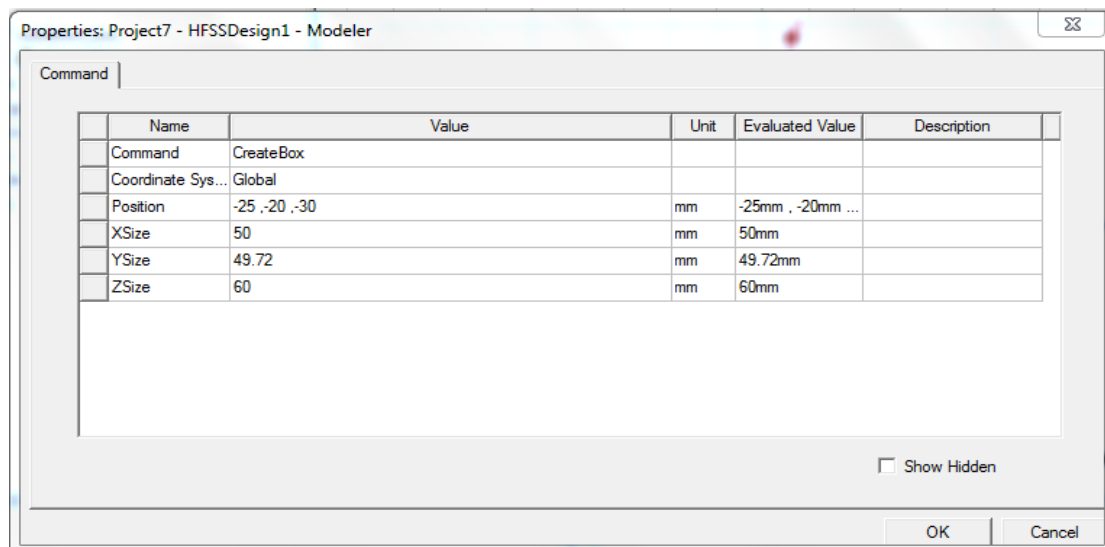 Properties: Project7 - HFSSDesign1 - Modeler
Command
Name Value Unit Evaluated Value Description
Command CreateBox
Coordinate Sys... Global
Position -25 ,-20 ,-30 mm -25mm , -20mm ...
XSize 50 mm 50mm
YSize 49.72 mm 49.72mm
ZSize 60 mm 60mm
Show Hidden
OK Cancel